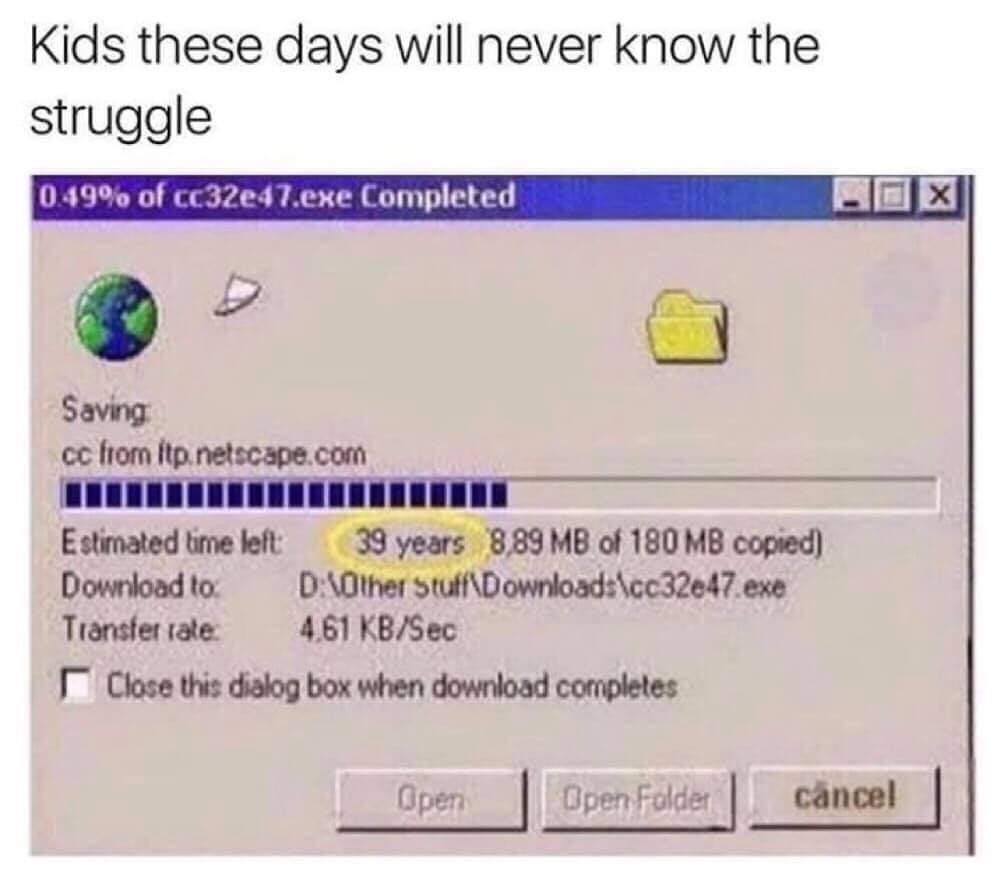 Kids these days will never know the
struggle
0.49% of cc32e47.exe Completed
Saving:
cc from ftp.netscape.com
Estimated time left: 39 years 8,89 MB of 180 MB copied)
Download to: D:\Other Stuff\Downloads\cc32e47.exe
Transfer rate: 4.61 KB/Sec
Close this dialog box when download completes
Open Open Folder câncel